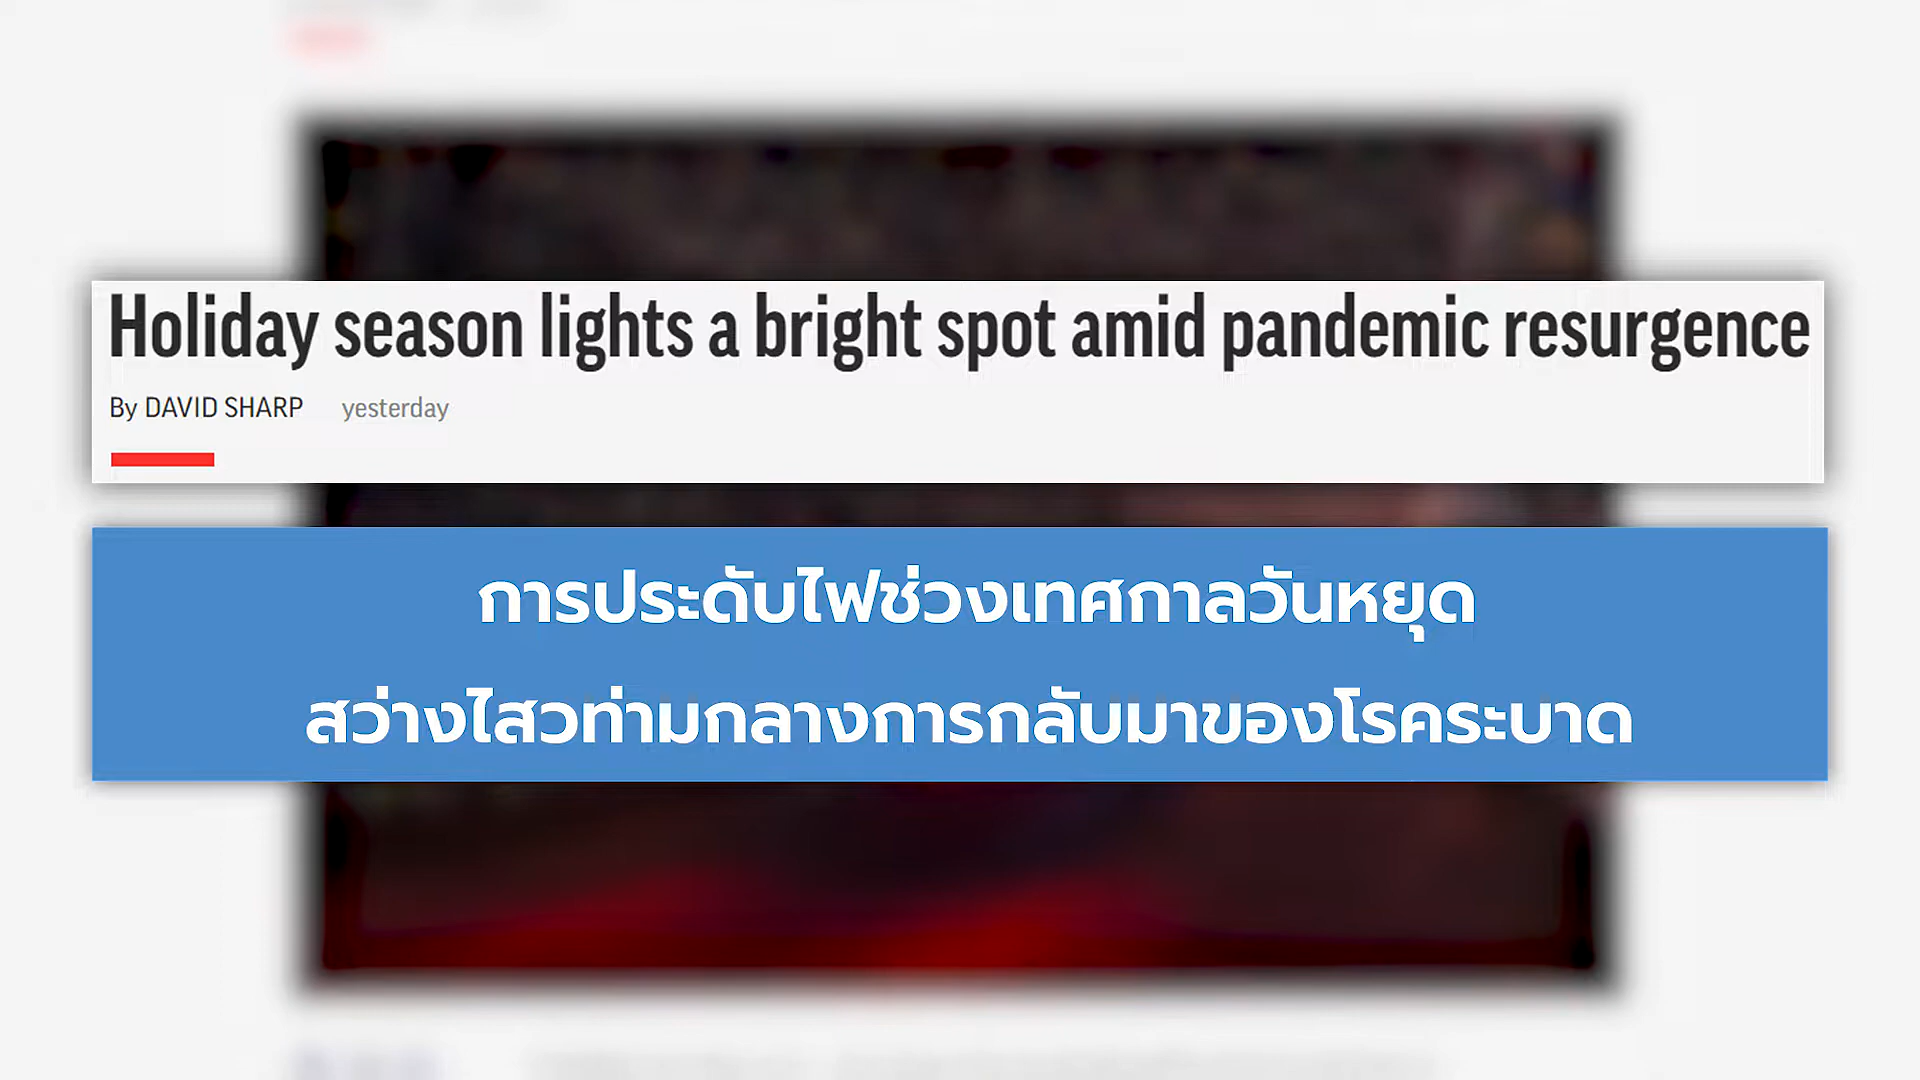 Holiday season lights a bright spot amid pandemic resurgence
By DAVID SHARP yesterday
การประดับไฟช่วงเทศกาลวันหยุด
สว่างไสวท่ามกลางการกลับมาของโรคระบาด